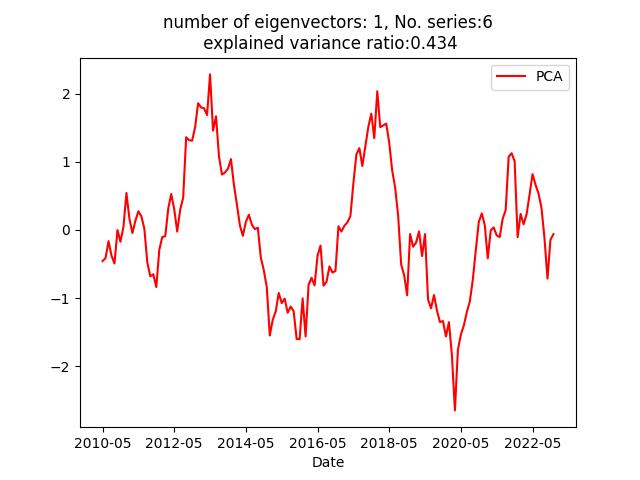 number of eigenvectors: 1, No. series:6
explained variance ratio:0.434
PCA
2
1
0
−1
−2
2010-05 2012-05 2014-05 2016-05 2018-05 2020-05 2022-05
Date